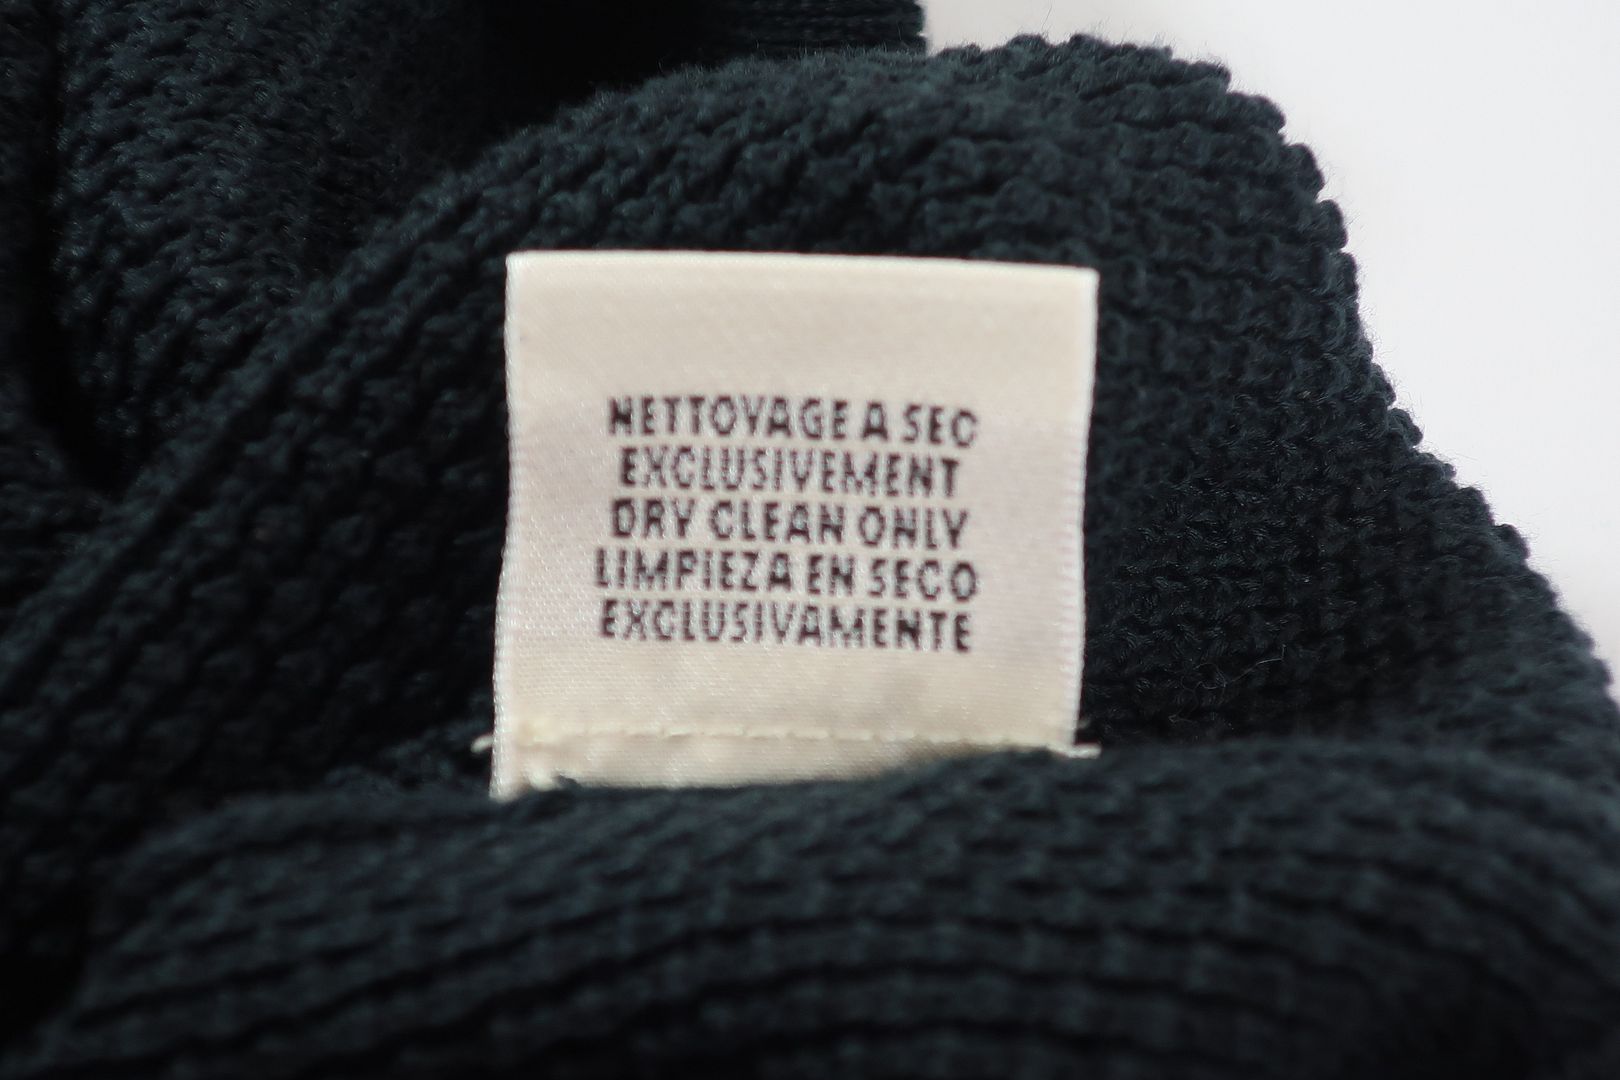 NETTOYAGE A SEC
EXCLUSIVEMENT
DRY CLEAN ONLY
LIMPIEZA EN SECO
EXCLUSIVAMENTE